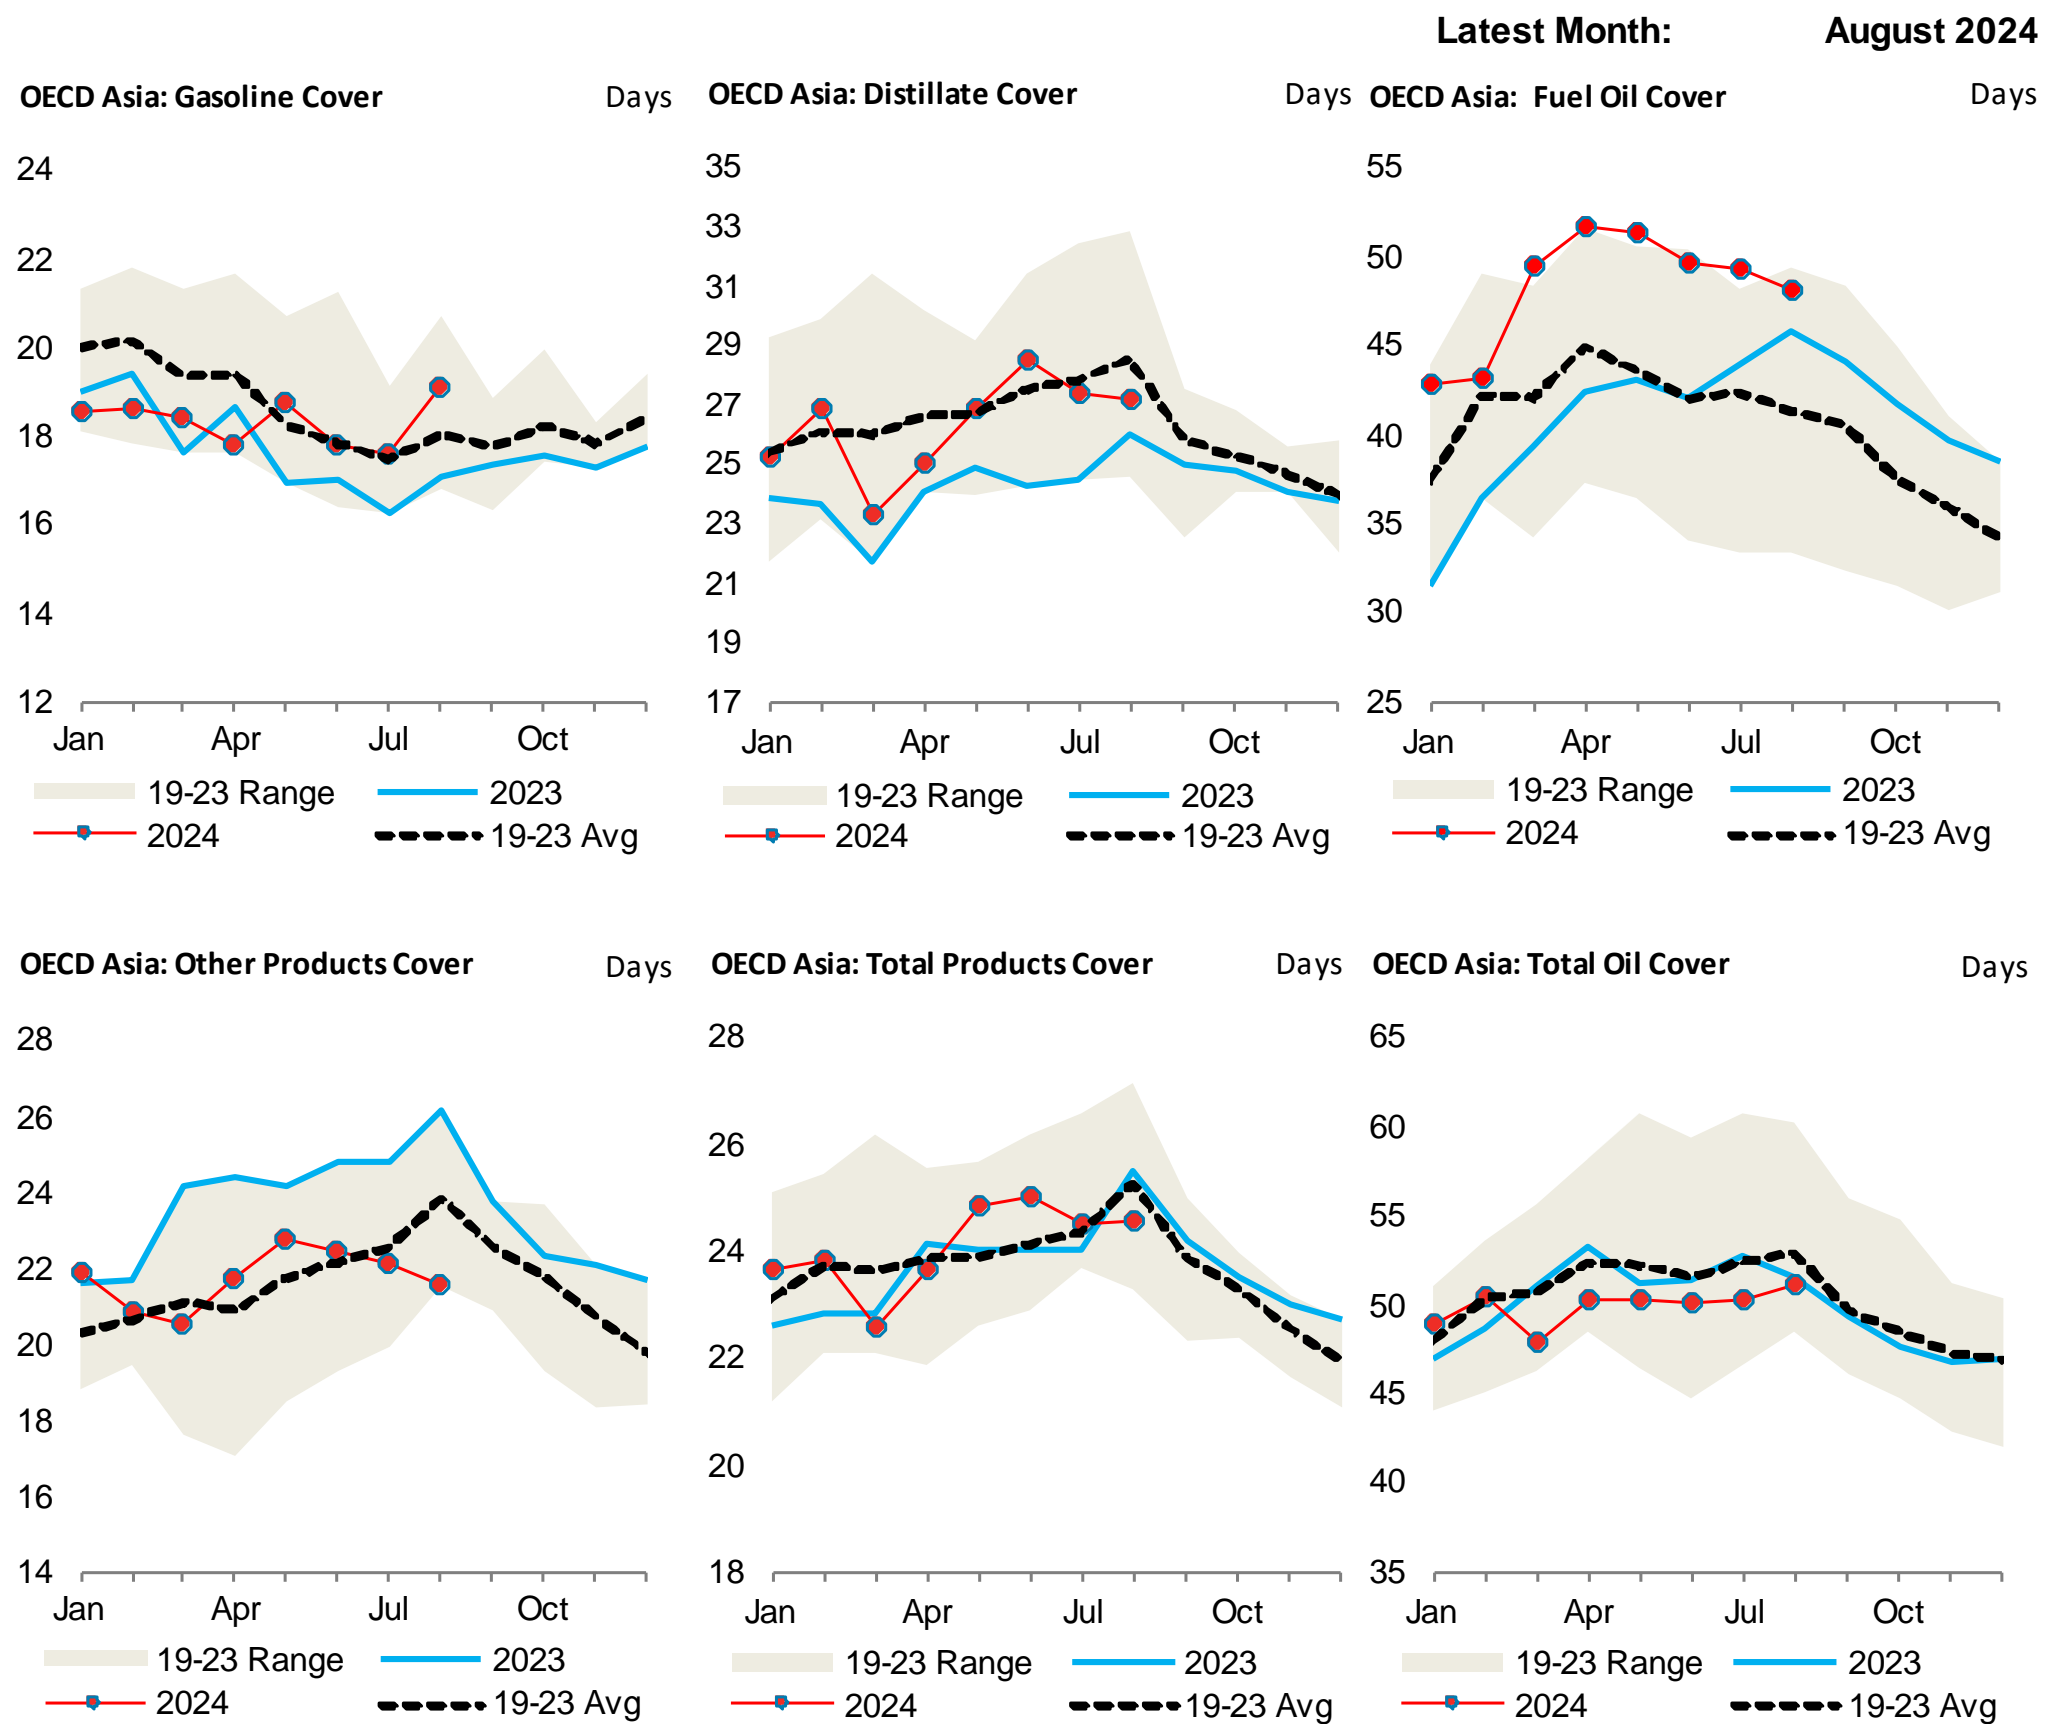 Latest Month: August 2024
OECD Asia: Gasoline Cover Days
24
22
20
18
16
14
12
Jan Apr Jul Oct
19-23 Range 2023
2024 19-23 Avg
OECD Asia: Distillate Cover Days
35
33
31
29
27
25
23
21
19
17
Jan Apr Jul Oct
19-23 Range 2023
2024 19-23 Avg
OECD Asia: Fuel Oil Cover Days
55
50
45
40
35
30
25
Jan Apr Jul Oct
19-23 Range 2023
2024 19-23 Avg
OECD Asia: Other Products Cover Days
28
26
24
22
20
18
16
14
Jan Apr Jul Oct
19-23 Range 2023
2024 19-23 Avg
OECD Asia: Total Products Cover Days
28
26
24
22
20
18
Jan Apr Jul Oct
19-23 Range 2023
2024 19-23 Avg
OECD Asia: Total Oil Cover Days
65
60
55
50
45
40
35
Jan Apr Jul Oct
19-23 Range 2023
2024 19-23 Avg